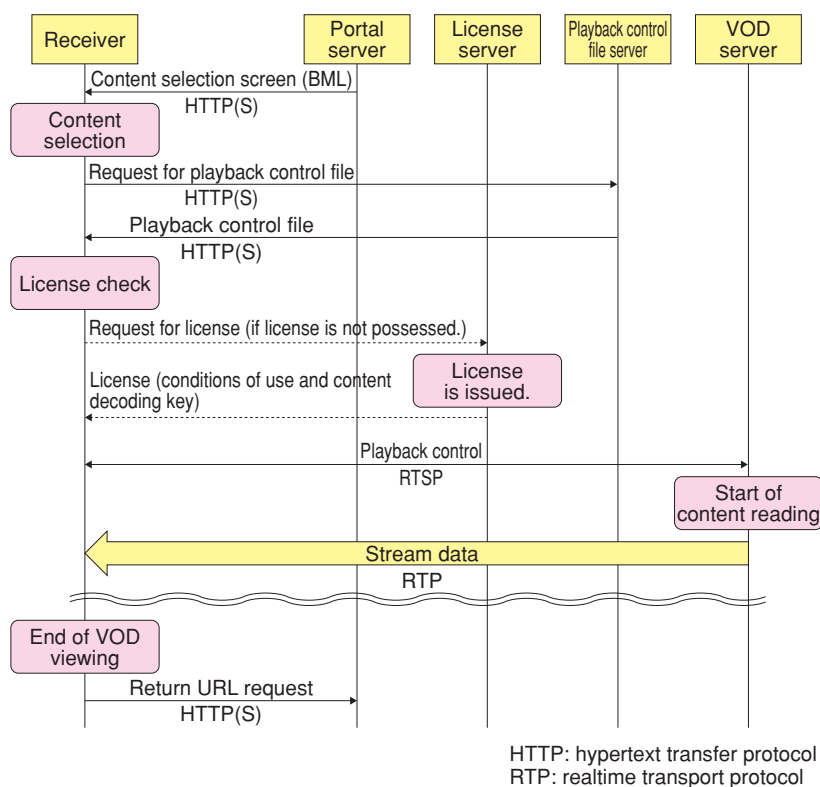 Receiver
Portal
server
License
server
Playback control
file server
VOD
server
Content selection screen (BML)
HTTP(S)
Content
selection
Request for playback control file
HTTP(S)
Playback control file
HTTP(S)
License check
Request for license (if license is not possessed.)
License
is issued.
License (conditions of use and content
decoding key)
Playback control
RTSP
Start of
content reading
Stream data
RTP
End of VOD
viewing
Return URL request
HTTP(S)
HTTP: hypertext transfer protocol
RTP: realtime transport protocol